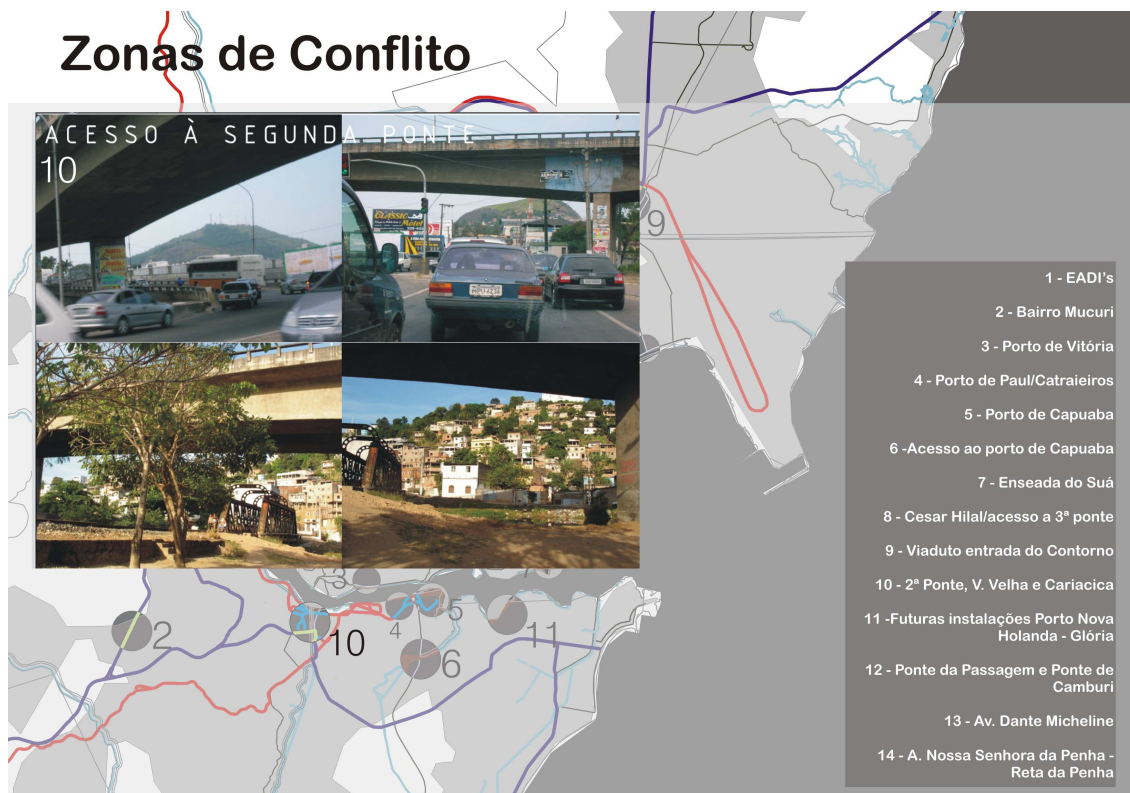 Zonas de Conflito
ACESSO À SEGUNDA PONTE
10
CLASSIC
Motel
9
1 - EADI's
2 - Bairro Mucuri
3 - Porto de Vitória
4 - Porto de Paul/Catraieiros
5 - Porto de Capuaba
6 -Acesso ao porto de Capuaba
7 - Enseada do Suá
8 - Cesar Hilal/acesso a 3ª ponte
9 - Viaduto entrada do Contorno
10 - 2ª Ponte, V. Velha e Cariacica
11 -Futuras instalações Porto Nova
Holanda - Glória
12 - Ponte da Passagem e Ponte de
Camburi
13 - Av. Dante Micheline
14 - A. Nossa Senhora da Penha -
Reta da Penha
3
2
10
4
5
11
6